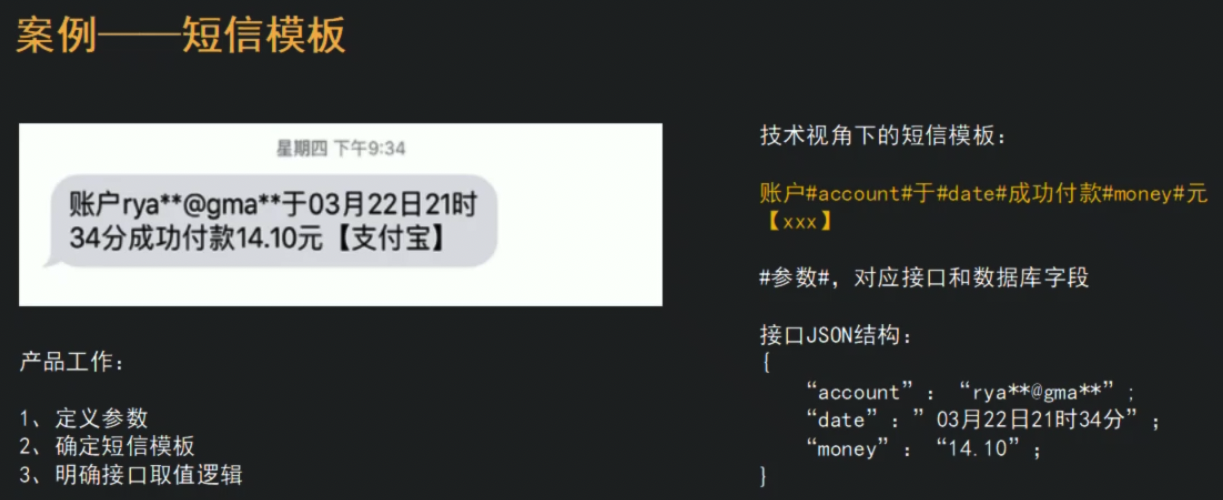 案例——短信模板
星期四 下午9:34
账户rya**@gma**于03月22日21时
34分成功付款14.10元【支付宝】
产品工作：
1、定义参数
2、确定短信模板
3、明确接口取值逻辑
技术视角下的短信模板：
账户#account#于#date#成功付款#money#元
【xxx】
#参数#，对应接口和数据库字段
接口JSON结构：
{
“account”：“rya**@gma**”;
“date”：”03月22日21时34分”；
“money”：“14.10”；
}